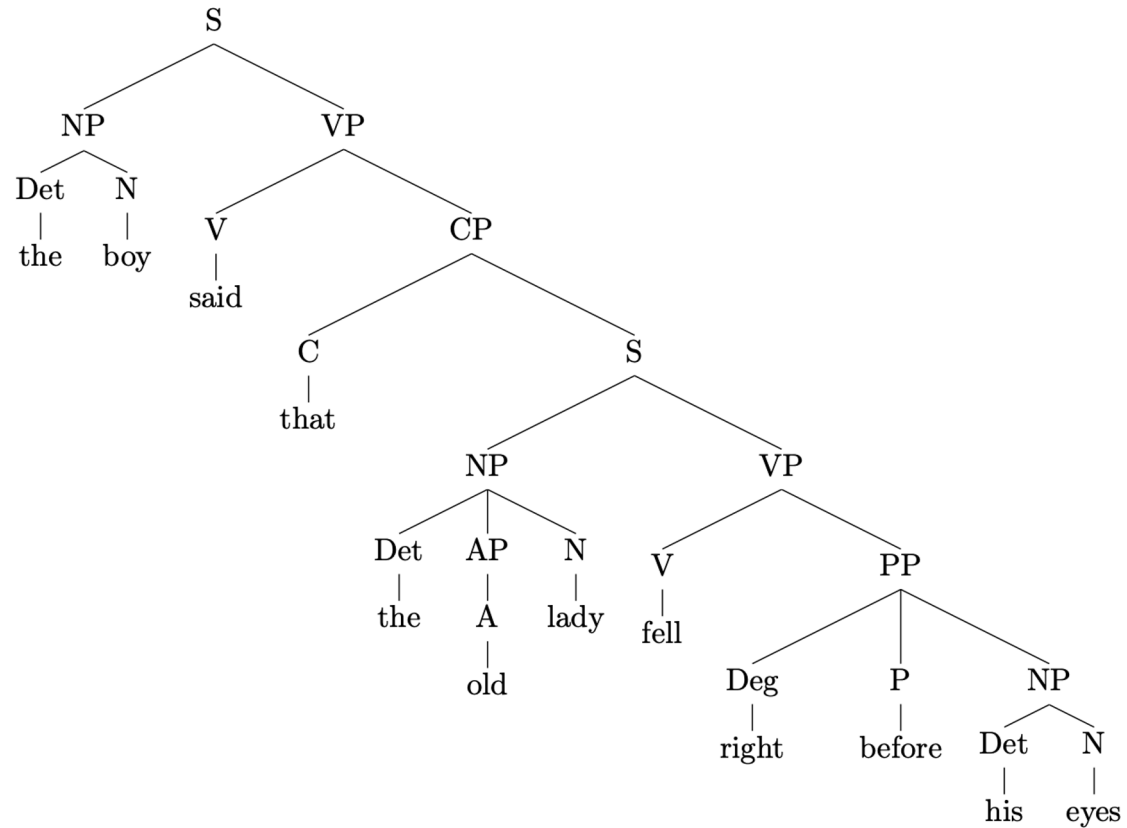 S
NP VP
Det N
the boy
V CP
said
C S
that
NP VP
Det AP N
the A lady
old
V PP
fell
Deg P NP
right before
Det N
his eyes